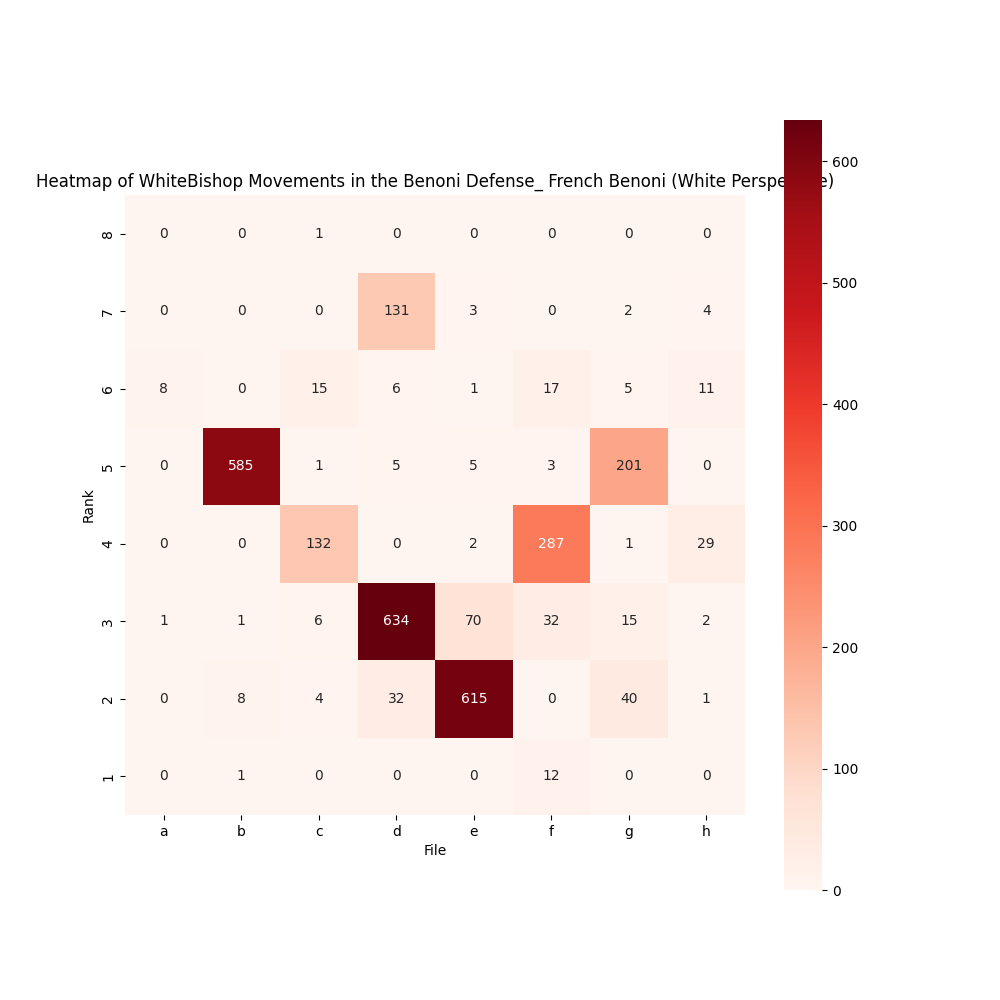 Heatmap of WhiteBishop Movements in the Benoni Defense_ French Benoni (White Perspe e)
600
8 0 0 1 0 0 0 0 0
7 0 0 0 131 3 0 2 4
500
6 8 0 15 6 1 17 5 11
400
5 0 585 1 5 5 3 201 0
Rank
300
4 0 0 132 0 2 287 1 29
3 1 1 6 634 70 32 15 2
200
2 0 8 4 32 615 0 40 1
100
1 0 1 0 0 0 12 0 0
a b c d e f g h
File
0